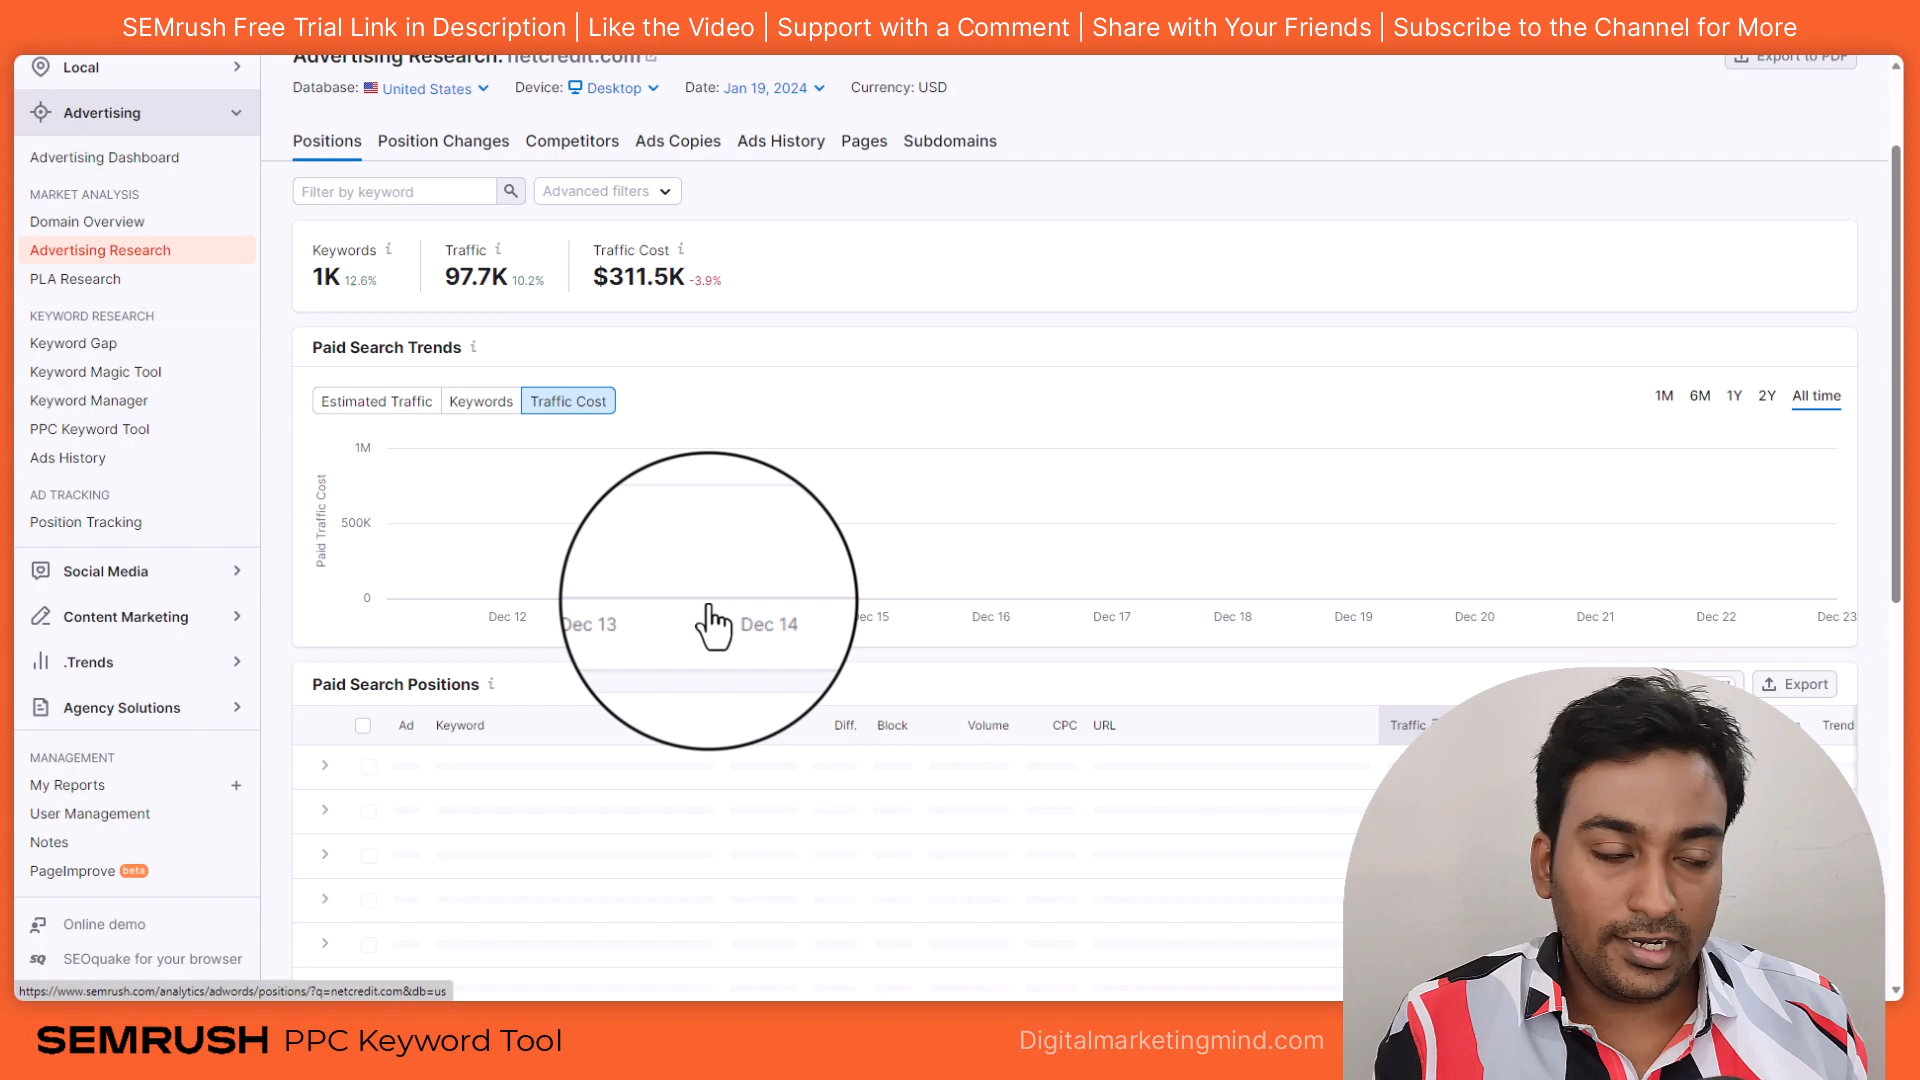 SEMrush Free Trial Link in Description | Like the Video | Support with a Comment | Share with Your Friends | Subscribe to the Channel for More
Local
Advertising
Advertising Dashboard
MARKET ANALYSIS
Domain Overview
Advertising Research
PLA Research
KEYWORD RESEARCH
Keyword Gap
Keyword Magic Tool
Keyword Manager
PPC Keyword Tool
Ads History
AD TRACKING
Position Tracking
Social Media
Content Marketing
.Trends
Agency Solutions
MANAGEMENT
My Reports +
User Management
Notes
PageImprove beta
Online demo
SEOquake for your browser
https://www.semrush.com/analytics/adwords/positions/?q=netcredit.com&db=us
Advertising Research: netcredit.com
Export to PDF
Database: United States Device: Desktop Date: Jan 19, 2024 Currency: USD
Positions Position Changes Competitors Ads Copies Ads History Pages Subdomains
Filter by keyword Advanced filters
Keywords i Traffic i Traffic Cost i
1K 12.6% 97.7K 10.2% $311.5K -3.9%
Paid Search Trends i
Estimated Traffic Keywords Traffic Cost 1M 6M 1Y 2Y All time
Paid Traffic Cost
1M
500K
0
Dec 12 Dec 13 Dec 14 Dec 15 Dec 16 Dec 17 Dec 18 Dec 19 Dec 20 Dec 21 Dec 22 Dec 23
Paid Search Positions i Export
Ad Keyword Diff. Block Volume CPC URL Traffic Trend
SEMRUSH PPC Keyword Tool
Digitalmarketingmind.com